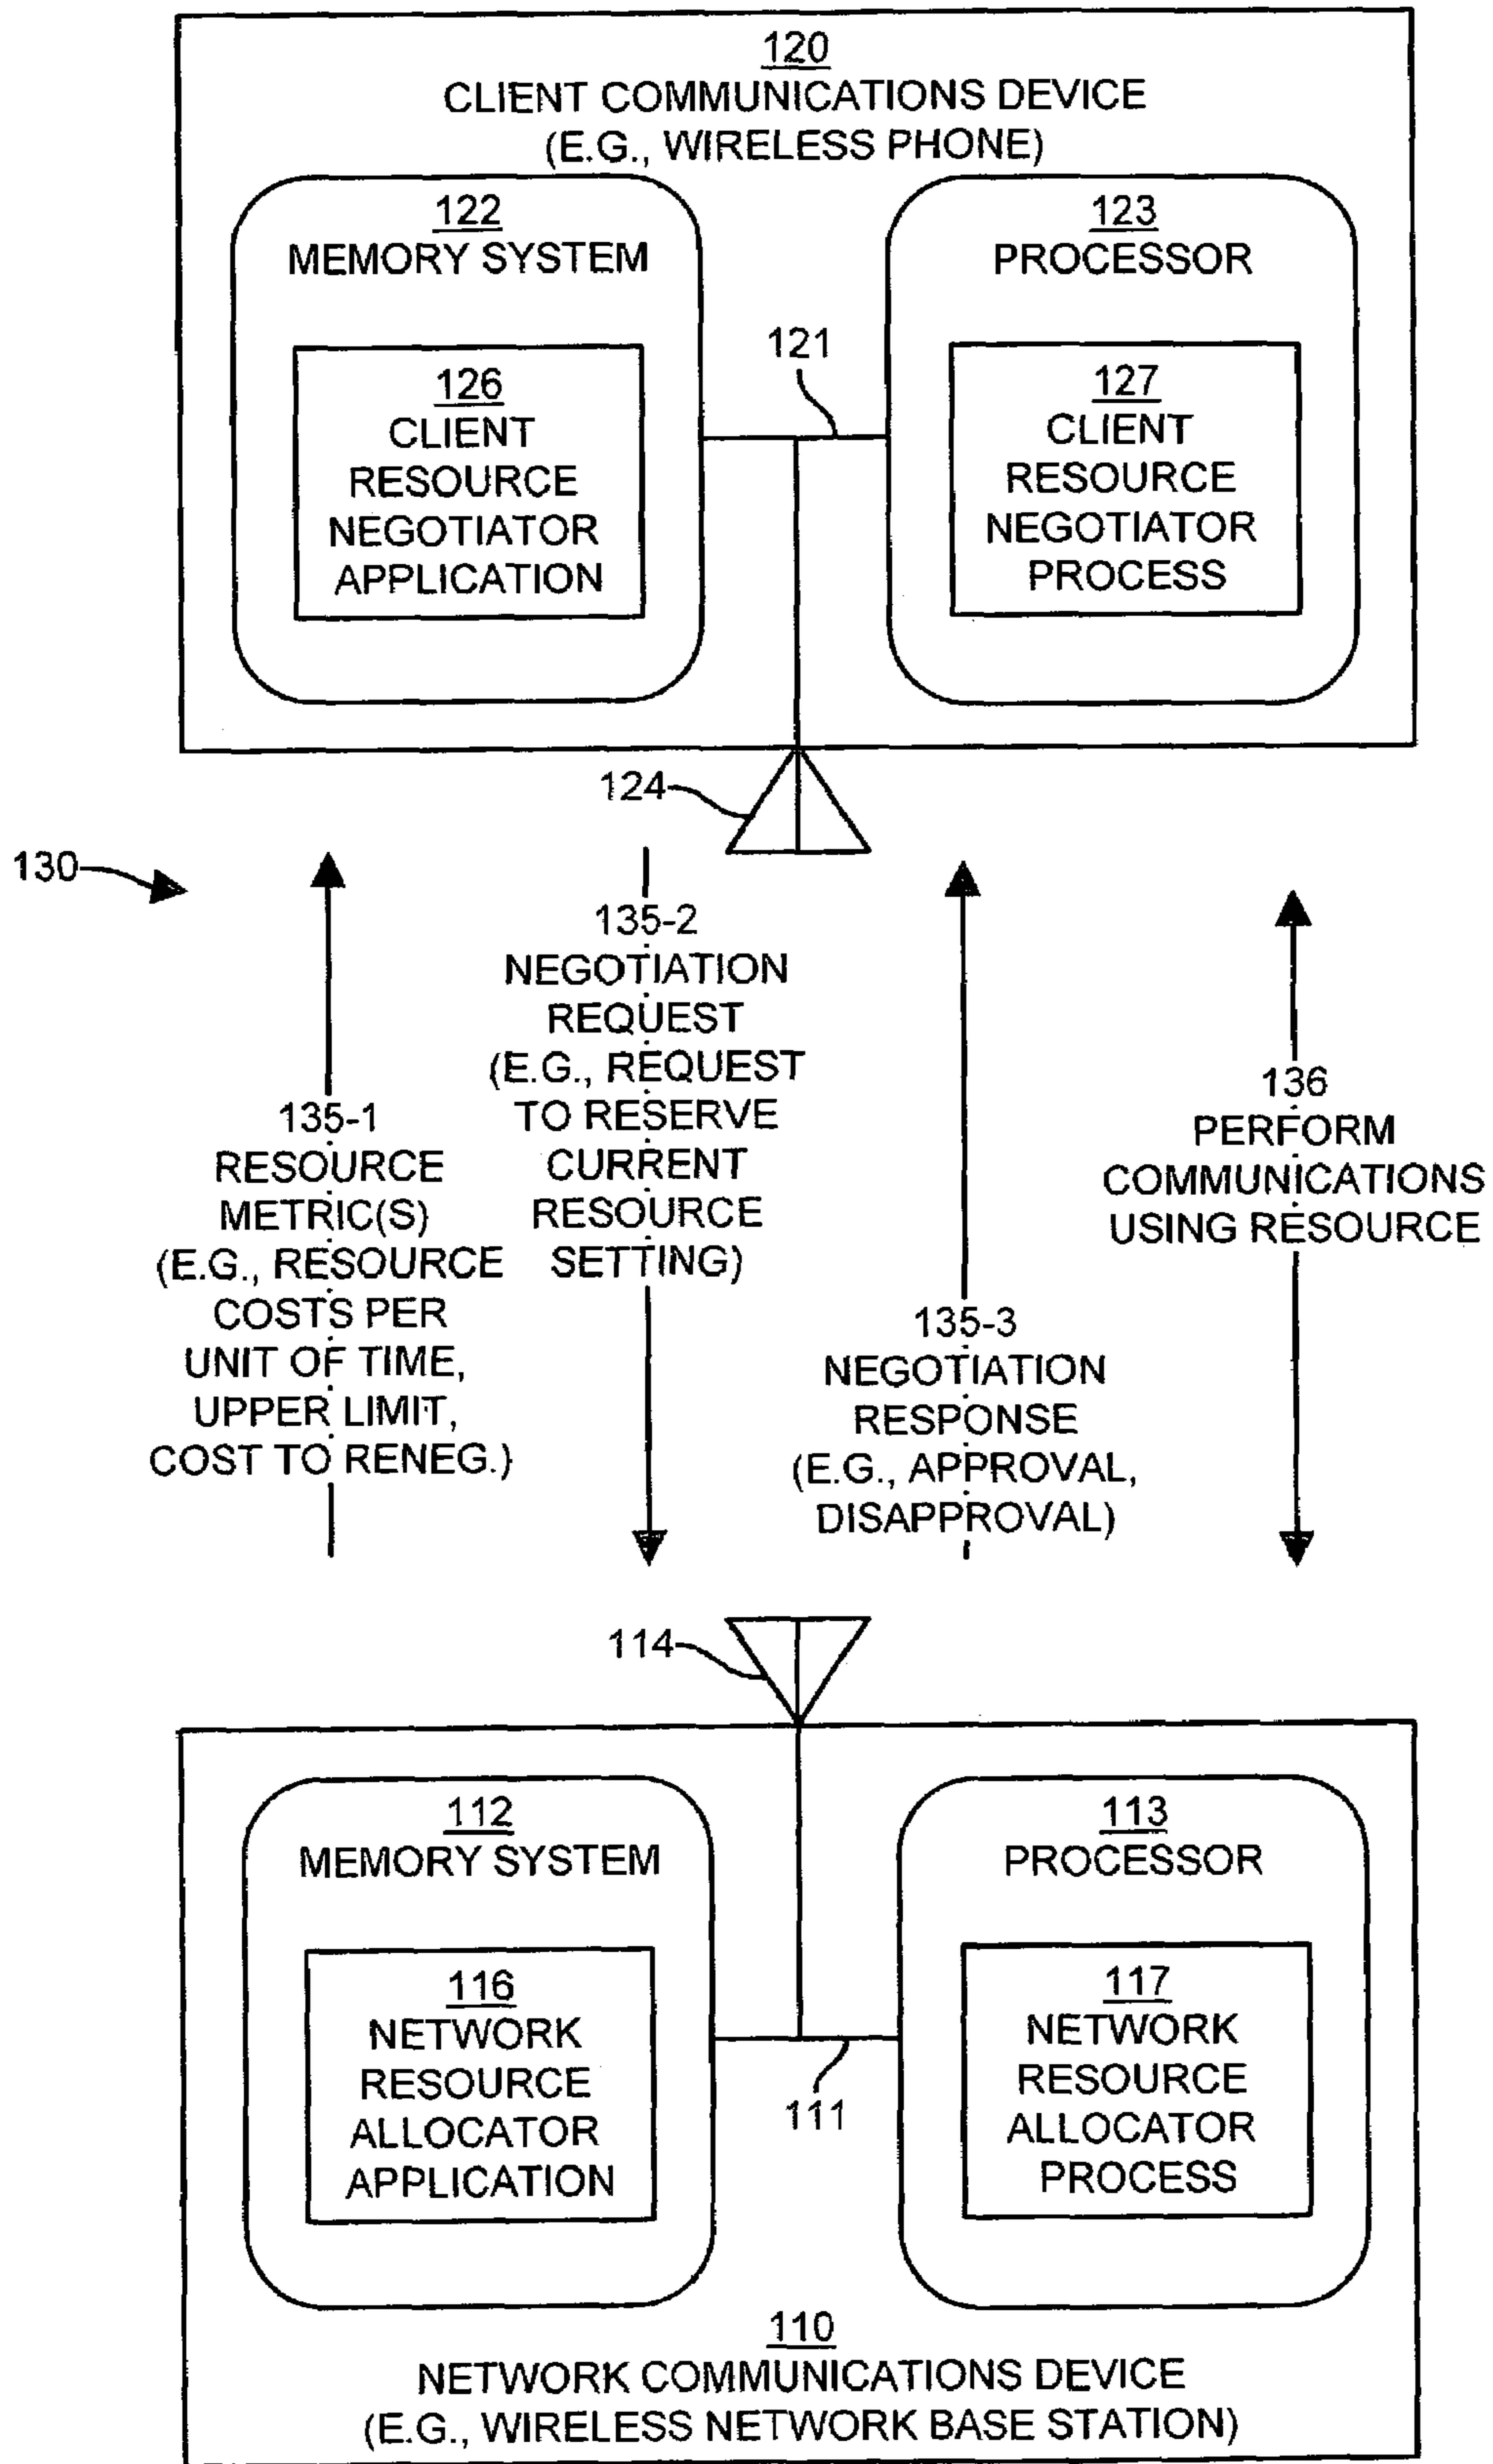 120
CLIENT COMMUNICATIONS DEVICE
(E.G., WIRELESS PHONE)
122
MEMORY SYSTEM
126
CLIENT
RESOURCE
NEGOTIATOR
APPLICATION
121
123
PROCESSOR
127
CLIENT
RESOURCE
NEGOTIATOR
PROCESS
124
130
135-1
RESOURCE
METRIC(S)
(E.G., RESOURCE
COSTS PER
UNIT OF TIME,
UPPER LIMIT,
COST TO RENEG.)
135-2
NEGOTIATION
REQUEST
(E.G., REQUEST
TO RESERVE
CURRENT
RESOURCE
SETTING)
135-3
NEGOTIATION
RESPONSE
(E.G., APPROVAL,
DISAPPROVAL)
136
PERFORM
COMMUNICATIONS
USING RESOURCE
114
112
MEMORY SYSTEM
116
NETWORK
RESOURCE
ALLOCATOR
APPLICATION
111
113
PROCESSOR
117
NETWORK
RESOURCE
ALLOCATOR
PROCESS
110
NETWORK COMMUNICATIONS DEVICE
(E.G., WIRELESS NETWORK BASE STATION)